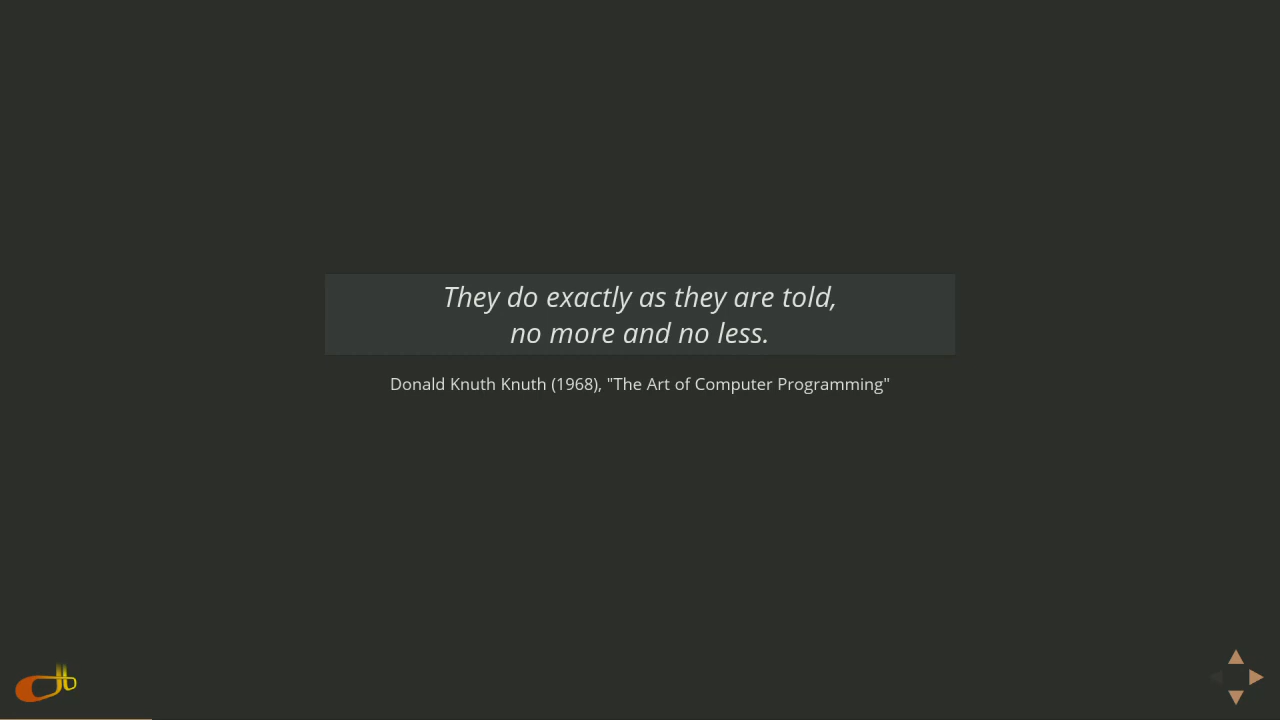 They do exactly as they are told,
no more and no less.
Donald Knuth Knuth (1968), "The Art of Computer Programming"